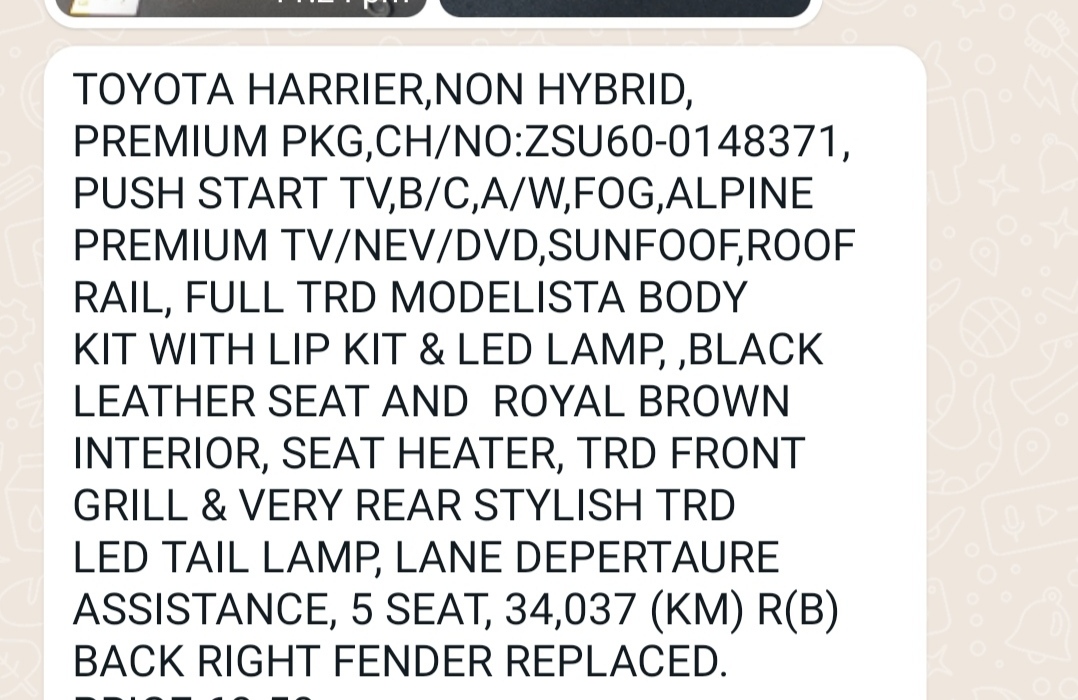 TOYOTA HARRIER,NON HYBRID,
PREMIUM PKG,CH/NO:ZSU60-0148371,
PUSH START TV,B/C,A/W,FOG,ALPINE
PREMIUM TV/NEV/DVD,SUNFOOF,ROOF
RAIL, FULL TRD MODELISTA BODY
KIT WITH LIP KIT & LED LAMP, ,BLACK
LEATHER SEAT AND  ROYAL BROWN
INTERIOR, SEAT HEATER, TRD FRONT
GRILL & VERY REAR STYLISH TRD
LED TAIL LAMP, LANE DEPERTAURE
ASSISTANCE, 5 SEAT, 34,037 (KM) R(B)
BACK RIGHT FENDER REPLACED.